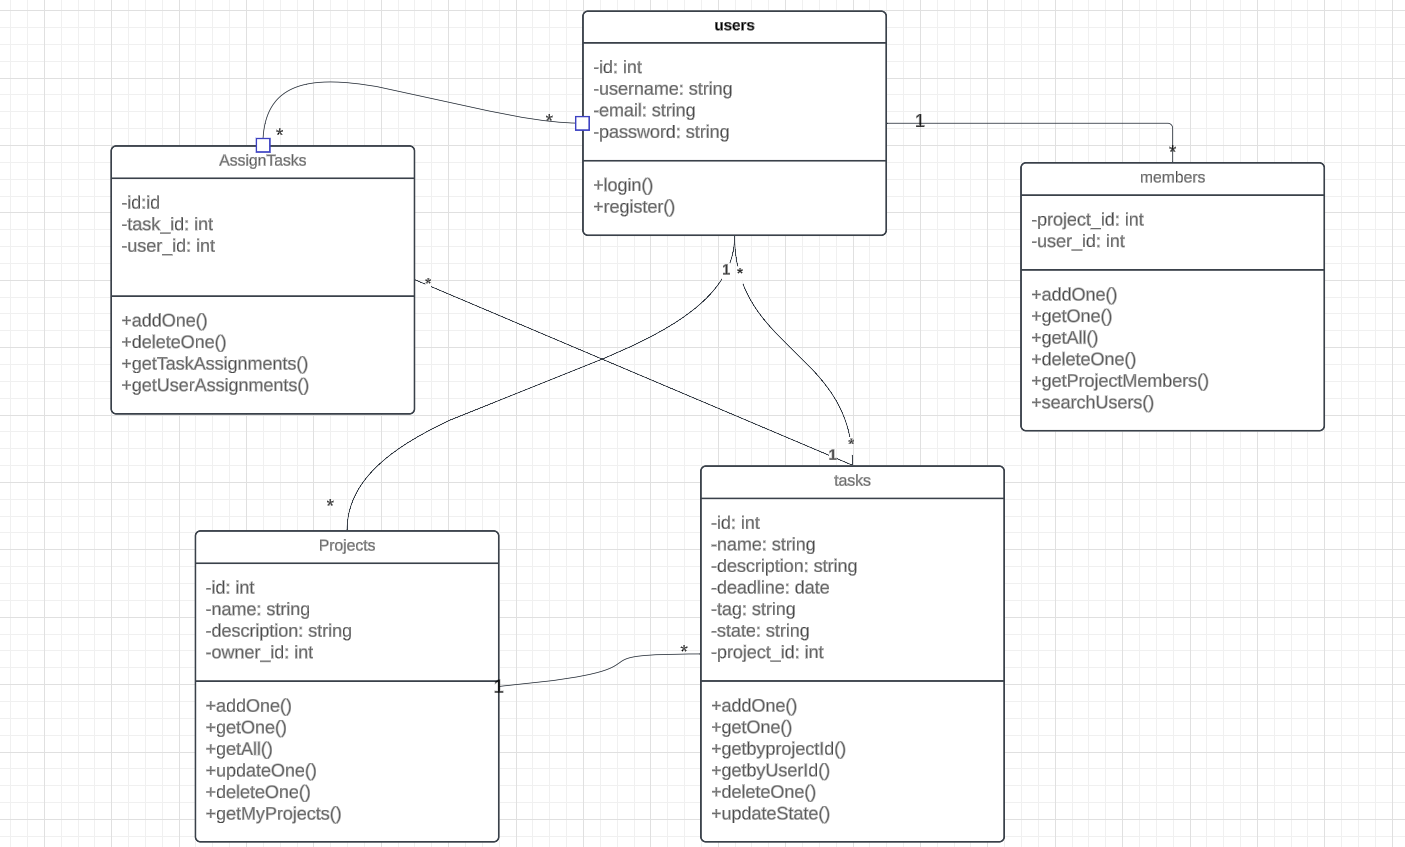 users
-id: int
-username: string
-email: string
-password: string
+login()
+register()
*
*
1
*
AssignTasks
-id:id
-task_id: int
-user_id: int
+addOne()
+deleteOne()
+getTaskAssignments()
+getUserAssignments()
members
-project_id: int
-user_id: int
+addOne()
+getOne()
+getAll()
+deleteOne()
+getProjectMembers()
+searchUsers()
1
*
*
*
1
*
Projects
-id: int
-name: string
-description: string
-owner_id: int
+addOne()
+getOne()
+getAll()
+updateOne()
+deleteOne()
+getMyProjects()
1
*
tasks
-id: int
-name: string
-description: string
-deadline: date
-tag: string
-state: string
-project_id: int
+addOne()
+getOne()
+getbyprojectId()
+getbyUserId()
+deleteOne()
+updateState()